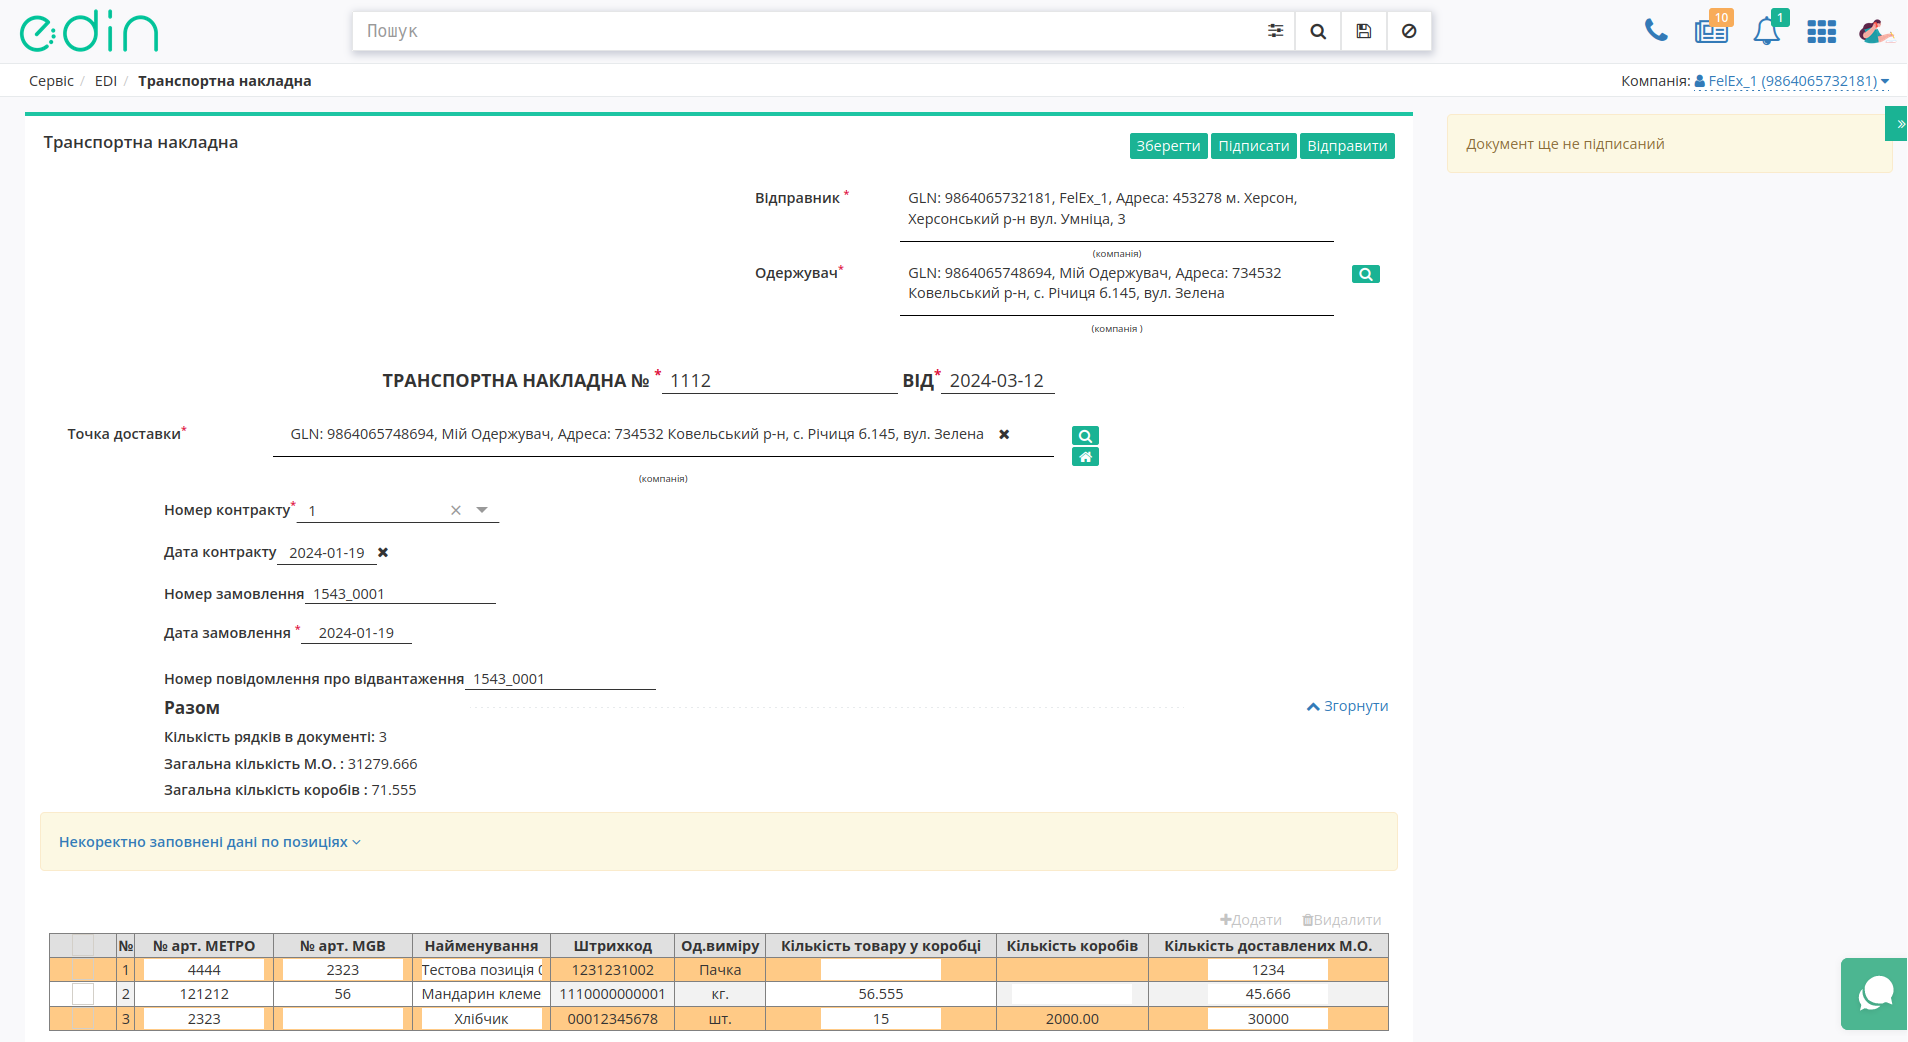 edin
Пошук
10
1
Сервіс / EDI / Транспортна накладна
Компанія: FelEx_1 (9864065732181)
Транспортна накладна
Зберегти Підписати Відправити
Документ ще не підписаний
Відправник * GLN: 9864065732181, FelEx_1, Адреса: 453278 м. Херсон,
Херсонський р-н вул. Умніца, 3
(компанія)
Одержувач* GLN: 9864065748694, Мій Одержувач, Адреса: 734532
Ковельський р-н, с. Річиця б.145, вул. Зелена
(компанія )
ТРАНСПОРТНА НАКЛАДНА № * 1112 ВІД* 2024-03-12
Точка доставки* GLN: 9864065748694, Мій Одержувач, Адреса: 734532 Ковельський р-н, с. Річиця б.145, вул. Зелена
(компанія)
Номер контракту* 1
Дата контракту 2024-01-19
Номер замовлення 1543_0001
Дата замовлення * 2024-01-19
Номер повідомлення про відвантаження 1543_0001
Разом Згорнути
Кількість рядків в документі: 3
Загальна кількість М.О. : 31279.666
Загальна кількість коробів : 71.555
Некоректно заповнені дані по позиціях
Додати Видалити
№ № арт. МЕТРО № арт. MGB Найменування Штрихкод Од.виміру Кількість товару у коробці Кількість коробів Кількість доставлених М.О.
1 4444 2323 Тестова позиція 1231231002 Пачка 1234
2 121212 56 Мандарин клеме 1110000000001 кг. 56.555 45.666
3 2323 Хлібчик 00012345678 шт. 15 2000.00 30000